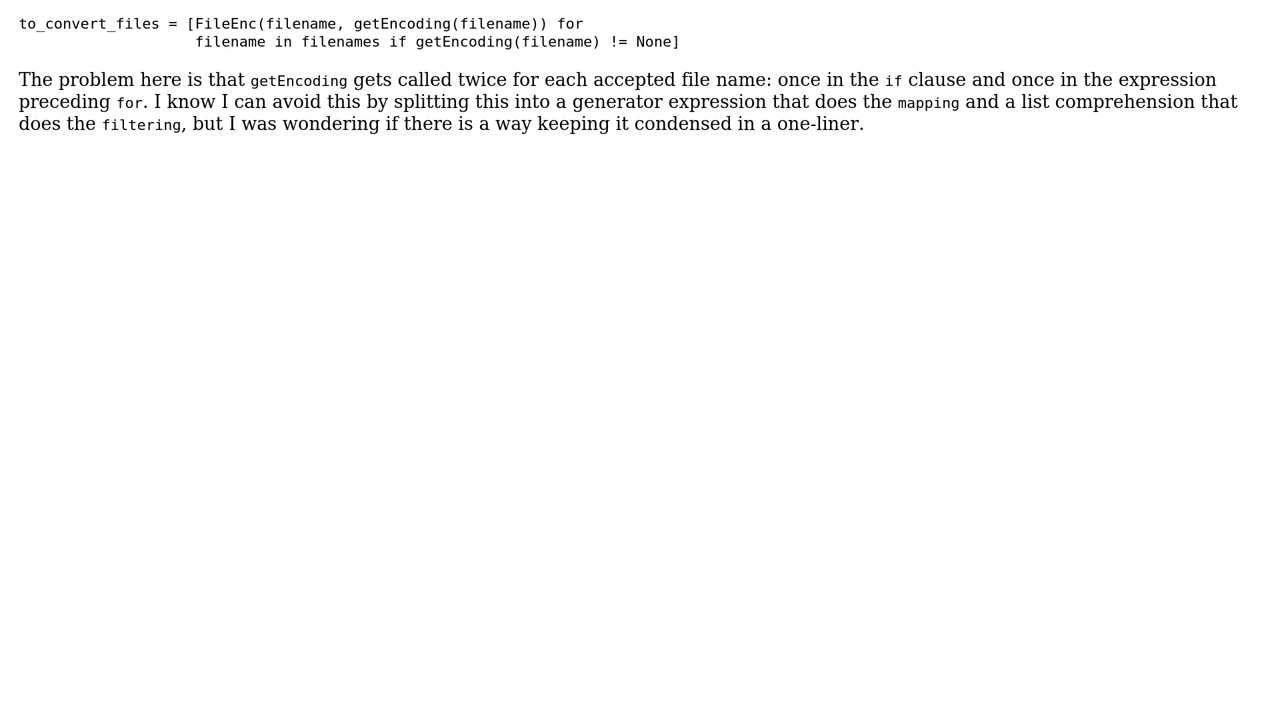 to_convert_files = [FileEnc(filename, getEncoding(filename)) for
                    filename in filenames if getEncoding(filename) != None]
The problem here is that getEncoding gets called twice for each accepted file name: once in the if clause and once in the expression
preceding for. I know I can avoid this by splitting this into a generator expression that does the mapping and a list comprehension that
does the filtering, but I was wondering if there is a way keeping it condensed in a one-liner.